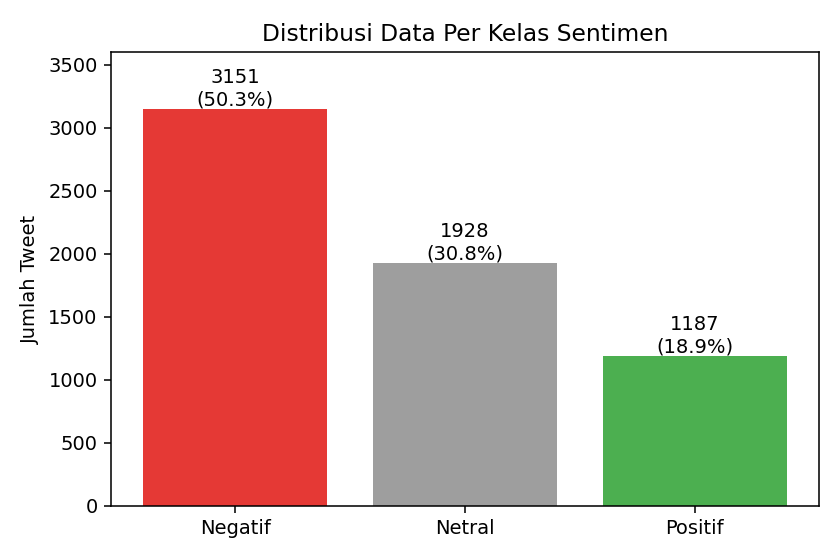 Distribusi Data Per Kelas Sentimen
Jumlah Tweet
3500
3000
2500
2000
1500
1000
500
0
3151
(50.3%)
1928
(30.8%)
1187
(18.9%)
Negatif
Netral
Positif